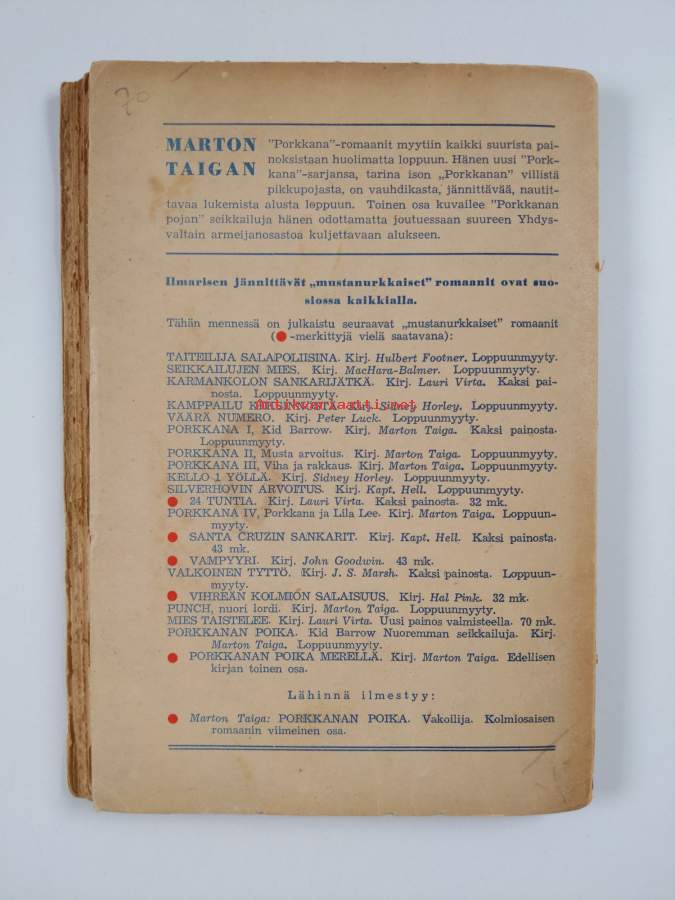 70
MARTON "Porkkana"-romaanit myytiin kaikki suurista pai-
TAIGAN noksistaan huolimatta loppuun. Hänen uusi "Pork-
kana"-sarjansa, tarina ison „Porkkanan" villistä
pikkupojasta, on vauhdikasta, jännittävää, nautit-
tavaa lukemista alusta loppuun. Toinen osa kuvailee "Porkkanan
pojan" seikkailuja hänen odottamatta joutuessaan suureen Yhdys-
valtain armeijanosastoa kuljettavaan alukseen.
Ilmarisen jännittävät „mustanurkkaiset" romaanit ovat suo-
siossa kaikkialla.
Tähän mennessä on julkaistu seuraavat „mustanurkkaiset" romaanit
(● -merkittyjä vielä saatavana):
TAITEILIJA SALAPOLIISINA. Kirj. Hulbert Footner. Loppuunmyyty.
SEIKKAILUJEN MIES. Kirj. MacHara-Balmer. Loppuunmyyty.
KARMANKOLON SANKARIJÄTKÄ. Kirj. Lauri Virta. Kaksi pai-
nosta. Loppuunmyyty.
KAMPPAILU KIRSIKOSTA. Kirj. Sidney Horley. Loppuunmyyty.
antikvariaatti.net
VÄÄRÄ NUMERO. Kirj. Peter Luck. Loppuunmyyty.
PORKKANA I, Kid Barrow. Kirj. Marton Taiga. Kaksi painosta.
Loppuunmyyty.
PORKKANA II, Musta arvoitus. Kirj. Marton Taiga. Loppuunmyyty.
PORKKANA III, Viha ja rakkaus. Kirj. Marton Taiga. Loppuunmyyty.
KELLO 1 YÖLLÄ. Kirj. Sidney Horley. Loppuunmyyty.
SILVERHOVIN ARVOITUS. Kirj. Kapt. Hell. Loppuunmyyty.
● 24 TUNTIA. Kirj. Lauri Virta. Kaksi painosta. 32 mk.
PORKKANA IV, Porkkana ja Lila Lee. Kirj. Marton Taiga. Loppuun-
myyty.
● SANTA CRUZIN SANKARIT. Kirj. Kapt. Hell. Kaksi painosta.
43 mk.
● VAMPYYRI. Kirj. John Goodwin. 43 mk.
VALKOINEN TYTTÖ. Kirj. J. S. Marsh. Kaksi painosta. Loppuun-
myyty.
● VIHREÄN KOLMION SALAISUUS. Kirj. Hal Pink. 32 mk.
PUNCH, nuori lordi. Kirj. Marton Taiga. Loppuunmyyty.
MIES TAISTELEE. Kirj. Lauri Virta. Uusi painos valmisteella. 70 mk.
PORKKANAN POIKA. Kid Barrow Nuoremman seikkailuja. Kirj.
Marton Taiga. Loppuunmyyty.
● PORKKANAN POIKA MERELLÄ. Kirj. Marton Taiga. Edellisen
kirjan toinen osa.
Lähinnä ilmestyy:
● Marton Taiga: PORKKANAN POIKA. Vakoilija. Kolmiosaisen
romaanin viimeinen osa.